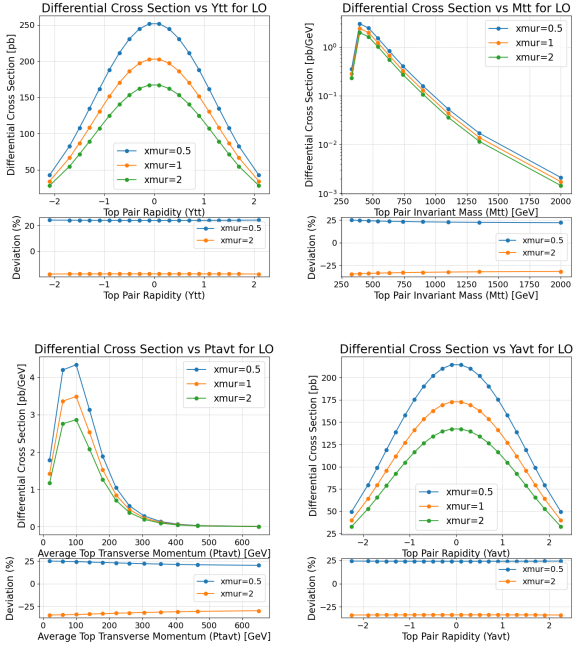 Differential Cross Section vs Ytt for LO
Differential Cross Section [pb]
250
200
150
100
50
xmur=0.5
xmur=1
xmur=2
−2
−1
0
1
2
Top Pair Rapidity (Ytt)
Deviation (%)
20
0
xmur=0.5
xmur=2
−2
−1
0
1
2
Top Pair Rapidity (Ytt)
Differential Cross Section vs Mtt for LO
Differential Cross Section [pb/GeV]
10⁰
10⁻¹
10⁻²
10⁻³
xmur=0.5
xmur=1
xmur=2
250
500
750
1000
1250
1500
1750
2000
Top Pair Invariant Mass (Mtt) [GeV]
Deviation (%)
25
0
−25
xmur=0.5
xmur=2
250
500
750
1000
1250
1500
1750
2000
Top Pair Invariant Mass (Mtt) [GeV]
Differential Cross Section vs Ptavt for LO
Differential Cross Section [pb/GeV]
4
3
2
1
0
xmur=0.5
xmur=1
xmur=2
0
100
200
300
400
500
600
Average Top Transverse Momentum (Ptavt) [GeV]
Deviation (%)
25
0
−25
xmur=0.5
xmur=2
0
100
200
300
400
500
600
Average Top Transverse Momentum (Ptavt) [GeV]
Differential Cross Section vs Yavt for LO
Differential Cross Section [pb]
200
175
150
125
100
75
50
25
xmur=0.5
xmur=1
xmur=2
−2
−1
0
1
2
Top Pair Rapidity (Yavt)
Deviation (%)
25
0
−25
xmur=0.5
xmur=2
−2
−1
0
1
2
Top Pair Rapidity (Yavt)